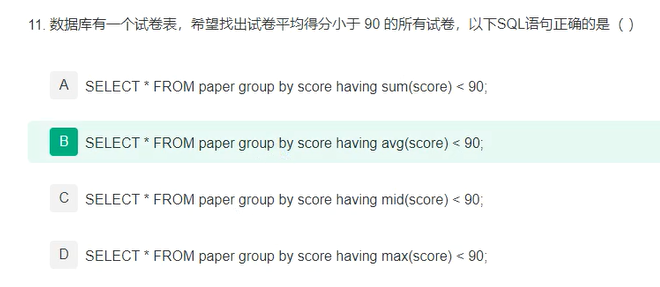 11. 数据库有一个试卷表，希望找出试卷平均得分小于 90 的所有试卷，以下SQL语句正确的是（ ）
A SELECT * FROM paper group by score having sum(score) < 90;
B SELECT * FROM paper group by score having avg(score) < 90;
C SELECT * FROM paper group by score having mid(score) < 90;
D SELECT * FROM paper group by score having max(score) < 90;